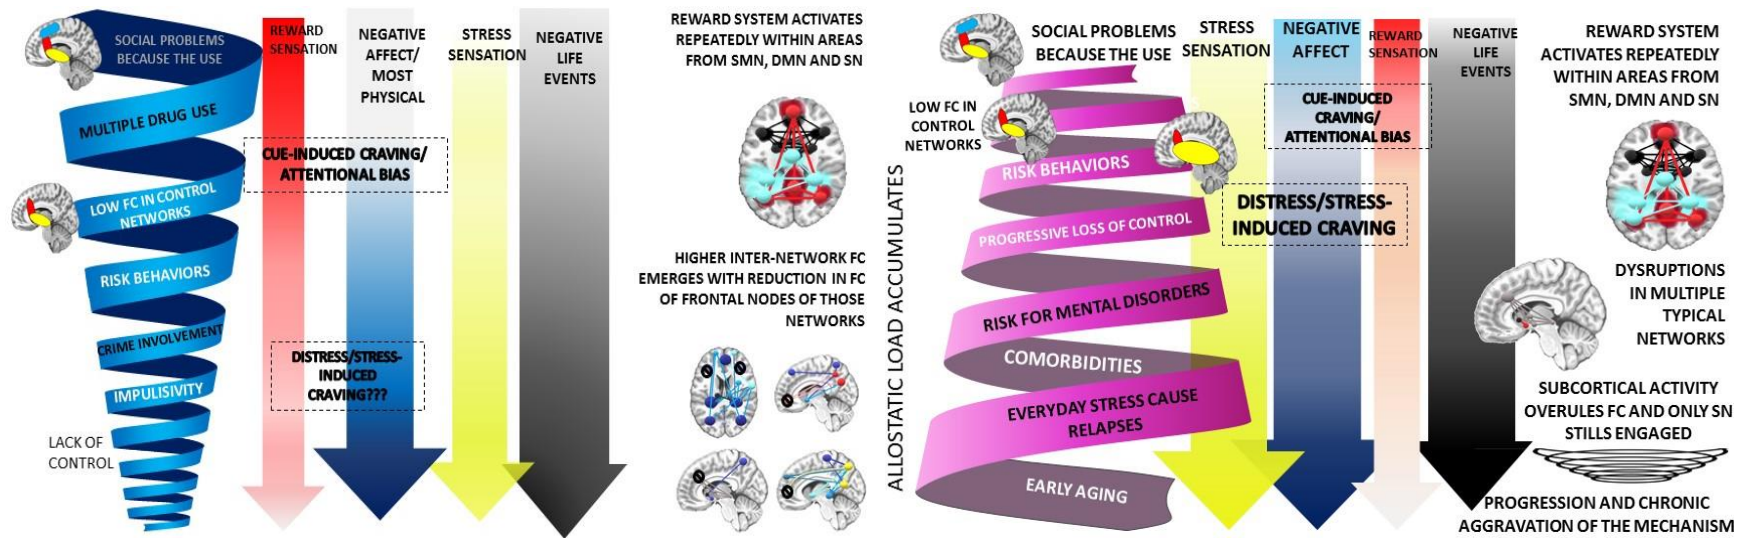 SOCIAL PROBLEMS
BECAUSE THE USE
MULTIPLE DRUG USE
LOW FC IN CONTROL
NETWORKS
RISK BEHAVIORS
CRIME INVOLVEMENT
IMPULISIVITY
LACK OF
CONTROL
REWARD
SENSATION
NEGATIVE
AFFECT/
MOST
PHYSICAL
STRESS
SENSATION
NEGATIVE
LIFE
EVENTS
CUE-INDUCED CRAVING/
ATTENTIONAL BIAS
DISTRESS/STRESS-
INDUCED
CRAVING???
REWARD SYSTEM ACTIVATES
REPEATEDLY WITHIN AREAS
FROM SMN, DMN AND SN
HIGHER INTER-NETWORK FC
EMERGES WITH REDUCTION IN FC
OF FRONTAL NODES OF THOSE
NETWORKS
ALLOSTATIC LOAD ACCUMULATES
SOCIAL PROBLEMS
BECAUSE THE USE
LOW FC IN
CONTROL
NETWORKS
RISK BEHAVIORS
PROGRESSIVE LOSS OF CONTROL
RISK FOR MENTAL DISORDERS
COMORBIDITIES
EVERYDAY STRESS CAUSE
RELAPSES
EARLY AGING
STRESS
SENSATION
NEGATIVE
AFFECT
REWARD
SENSATION
NEGATIVE
LIFE
EVENTS
CUE-INDUCED
CRAVING/
ATTENTIONAL BIAS
DISTRESS/STRESS-
INDUCED CRAVING
REWARD SYSTEM
ACTIVATES REPEATEDLY
WITHIN AREAS FROM
SMN, DMN AND SN
DYSRUPTIONS
IN MULTIPLE
TYPICAL
NETWORKS
SUBCORTICAL ACTIVITY
OVERULES FC AND ONLY SN
STILLS ENGAGED
PROGRESSION AND CHRONIC
AGGRAVATION OF THE MECHANISM